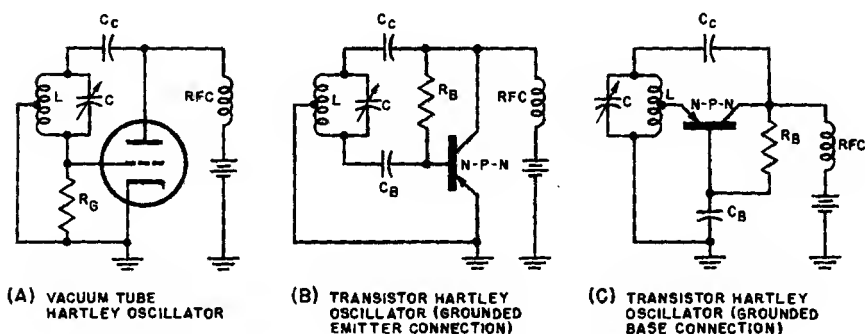 CC
L
C
RFC
RG
(A) VACUUM TUBE
HARTLEY OSCILLATOR
CC
L
C
RB
RFC
N-P-N
CB
(B) TRANSISTOR HARTLEY
OSCILLATOR (GROUNDED
EMITTER CONNECTION)
CC
C
L
N-P-N
RB
RFC
CB
(C) TRANSISTOR HARTLEY
OSCILLATOR (GROUNDED
BASE CONNECTION)